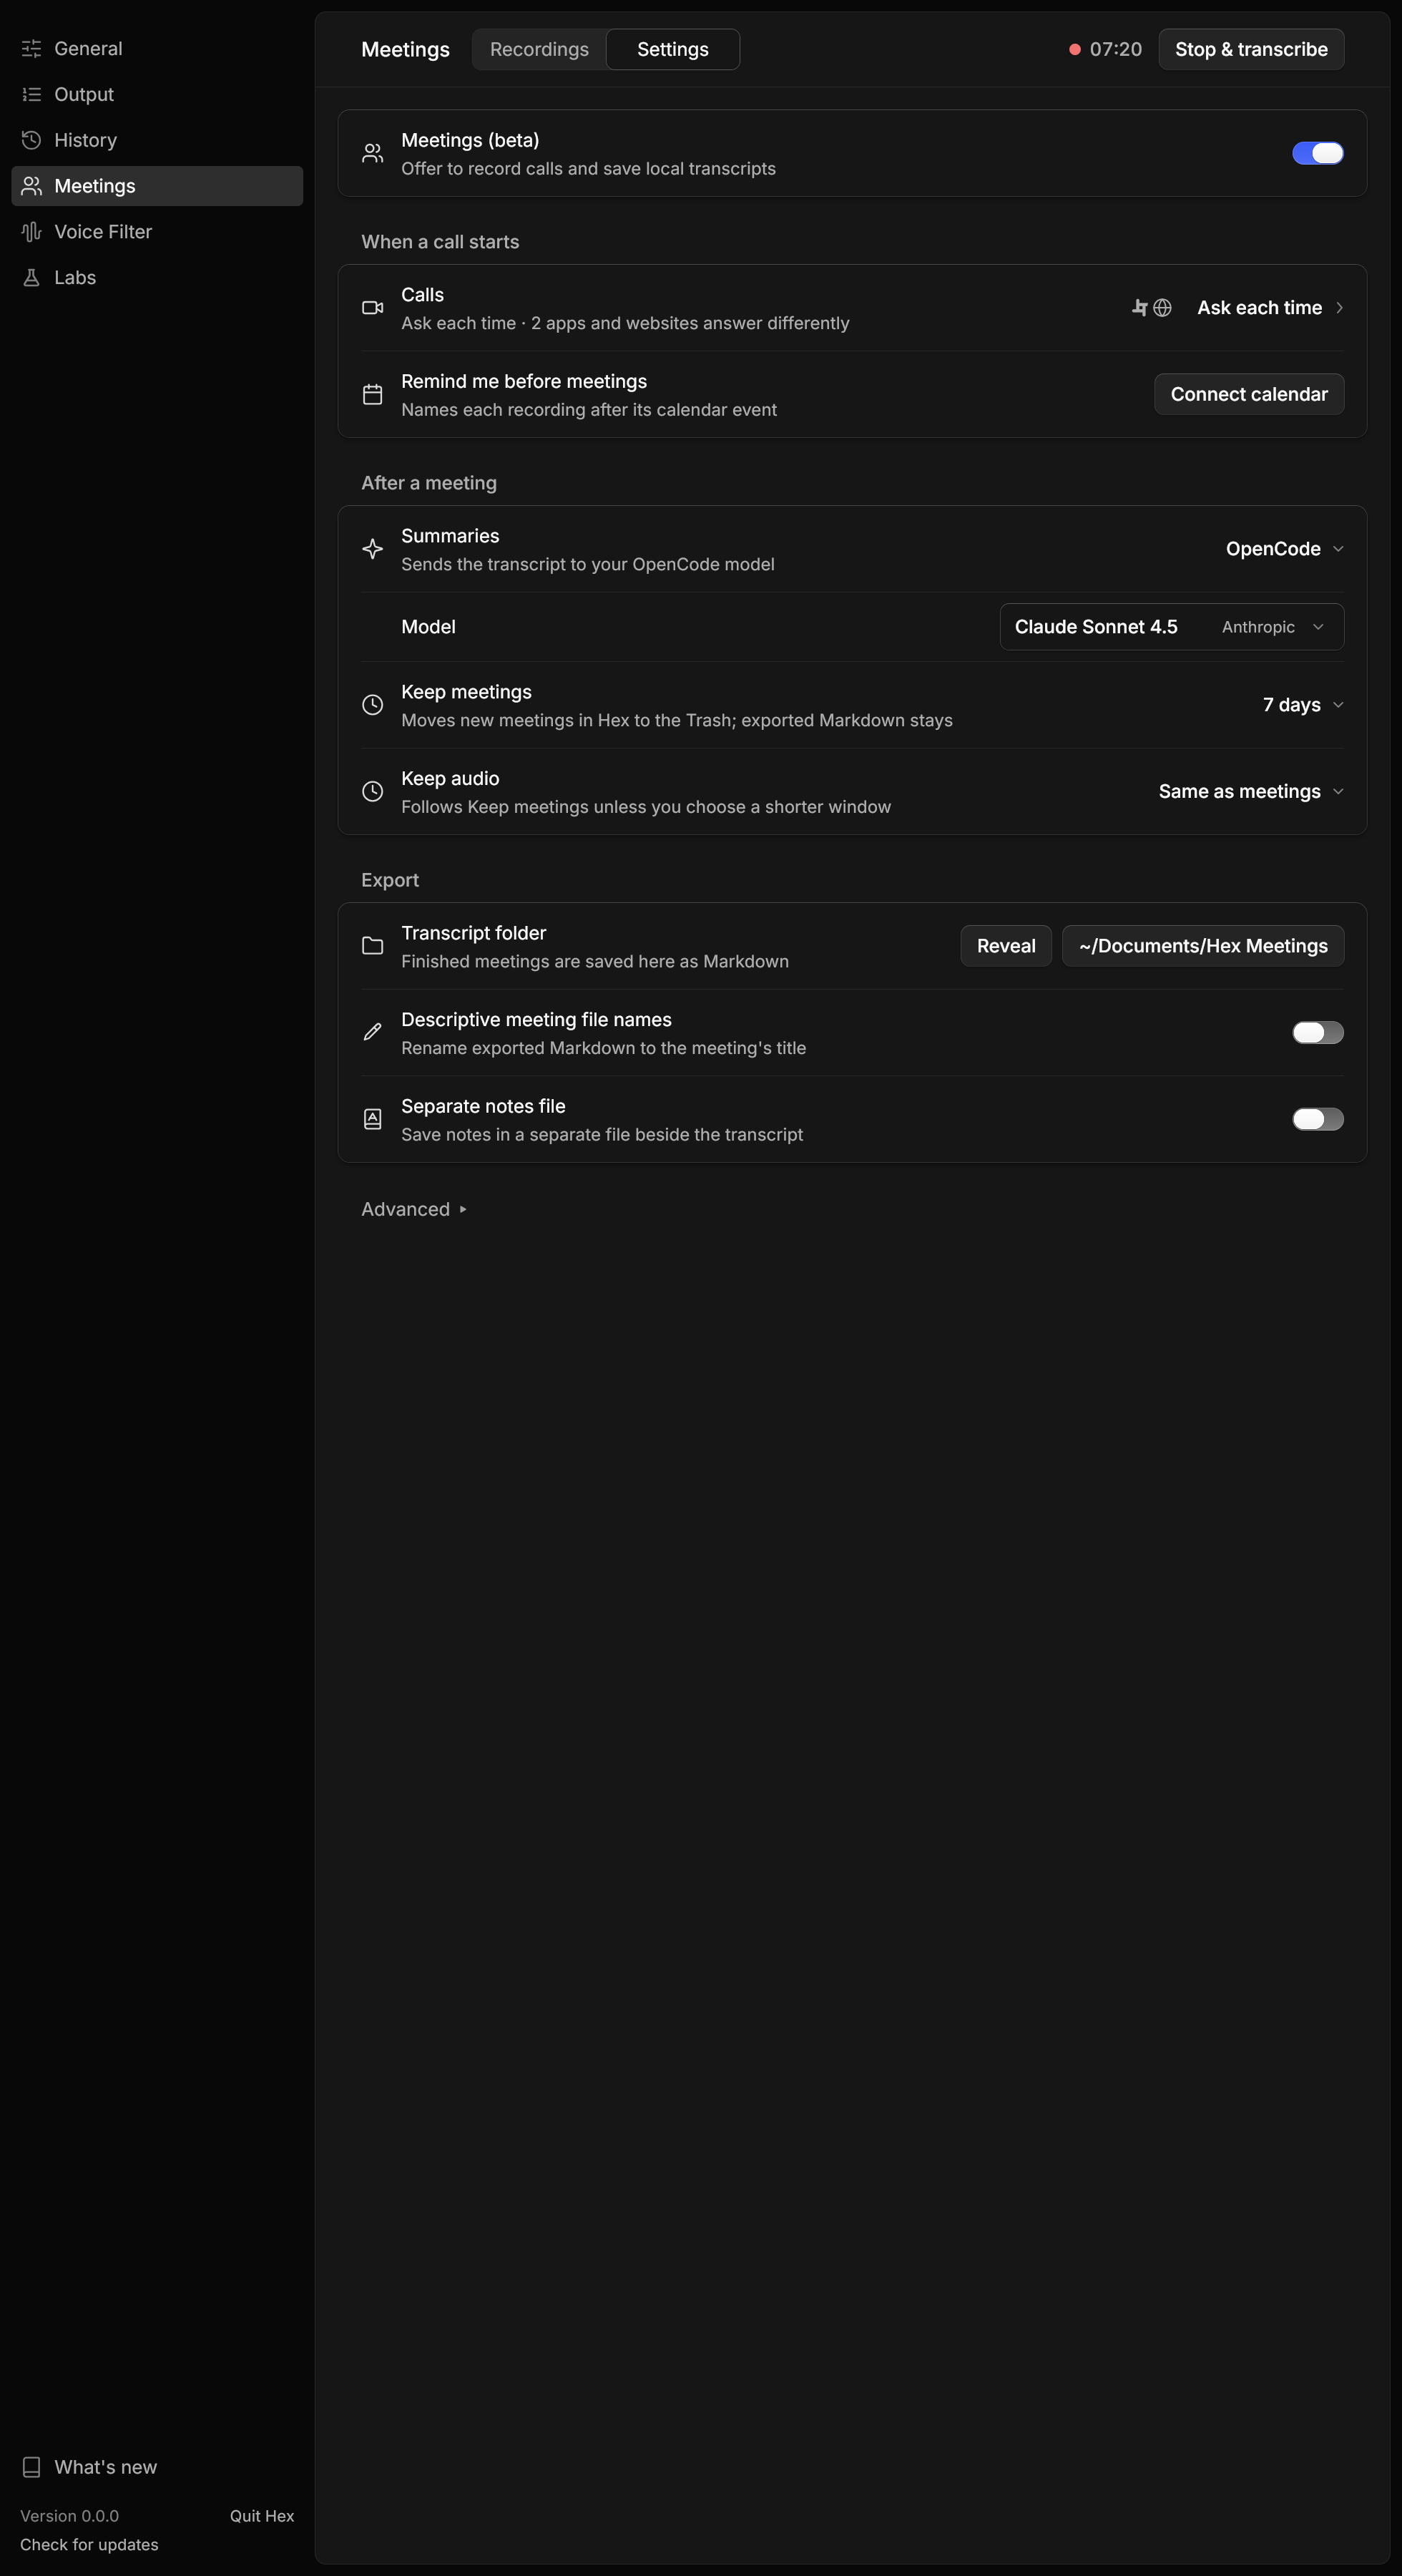 General
Output
History
Meetings
Voice Filter
Labs
What's new
Version 0.0.0
Quit Hex
Check for updates
Meetings
Recordings
Settings
07:20
Stop & transcribe
Meetings (beta)
Offer to record calls and save local transcripts
When a call starts
Calls
Ask each time · 2 apps and websites answer differently
Ask each time
Remind me before meetings
Names each recording after its calendar event
Connect calendar
After a meeting
Summaries
Sends the transcript to your OpenCode model
OpenCode
Model
Claude Sonnet 4.5
Anthropic
Keep meetings
Moves new meetings in Hex to the Trash; exported Markdown stays
7 days
Keep audio
Follows Keep meetings unless you choose a shorter window
Same as meetings
Export
Transcript folder
Finished meetings are saved here as Markdown
Reveal
~/Documents/Hex Meetings
Descriptive meeting file names
Rename exported Markdown to the meeting's title
Separate notes file
Save notes in a separate file beside the transcript
Advanced